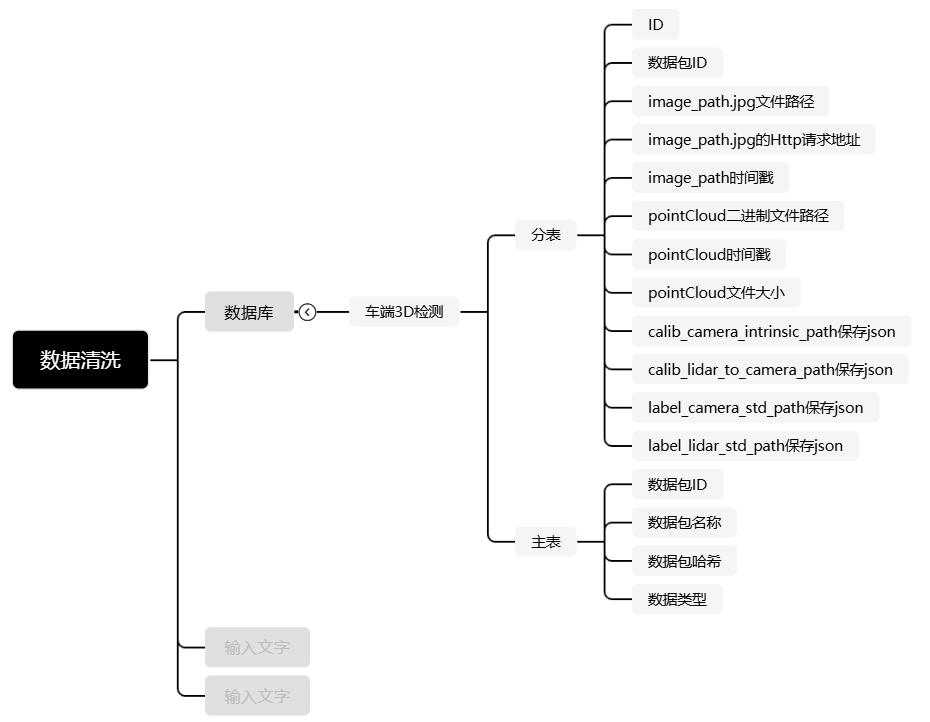 数据清洗
数据库
车端3D检测
分表
ID
数据包ID
image_path.jpg文件路径
image_path.jpg的Http请求地址
image_path时间戳
pointCloud二进制文件路径
pointCloud时间戳
pointCloud文件大小
calib_camera_intrinsic_path保存json
calib_lidar_to_camera_path保存json
label_camera_std_path保存json
label_lidar_std_path保存json
主表
数据包ID
数据包名称
数据包哈希
数据类型
输入文字
输入文字